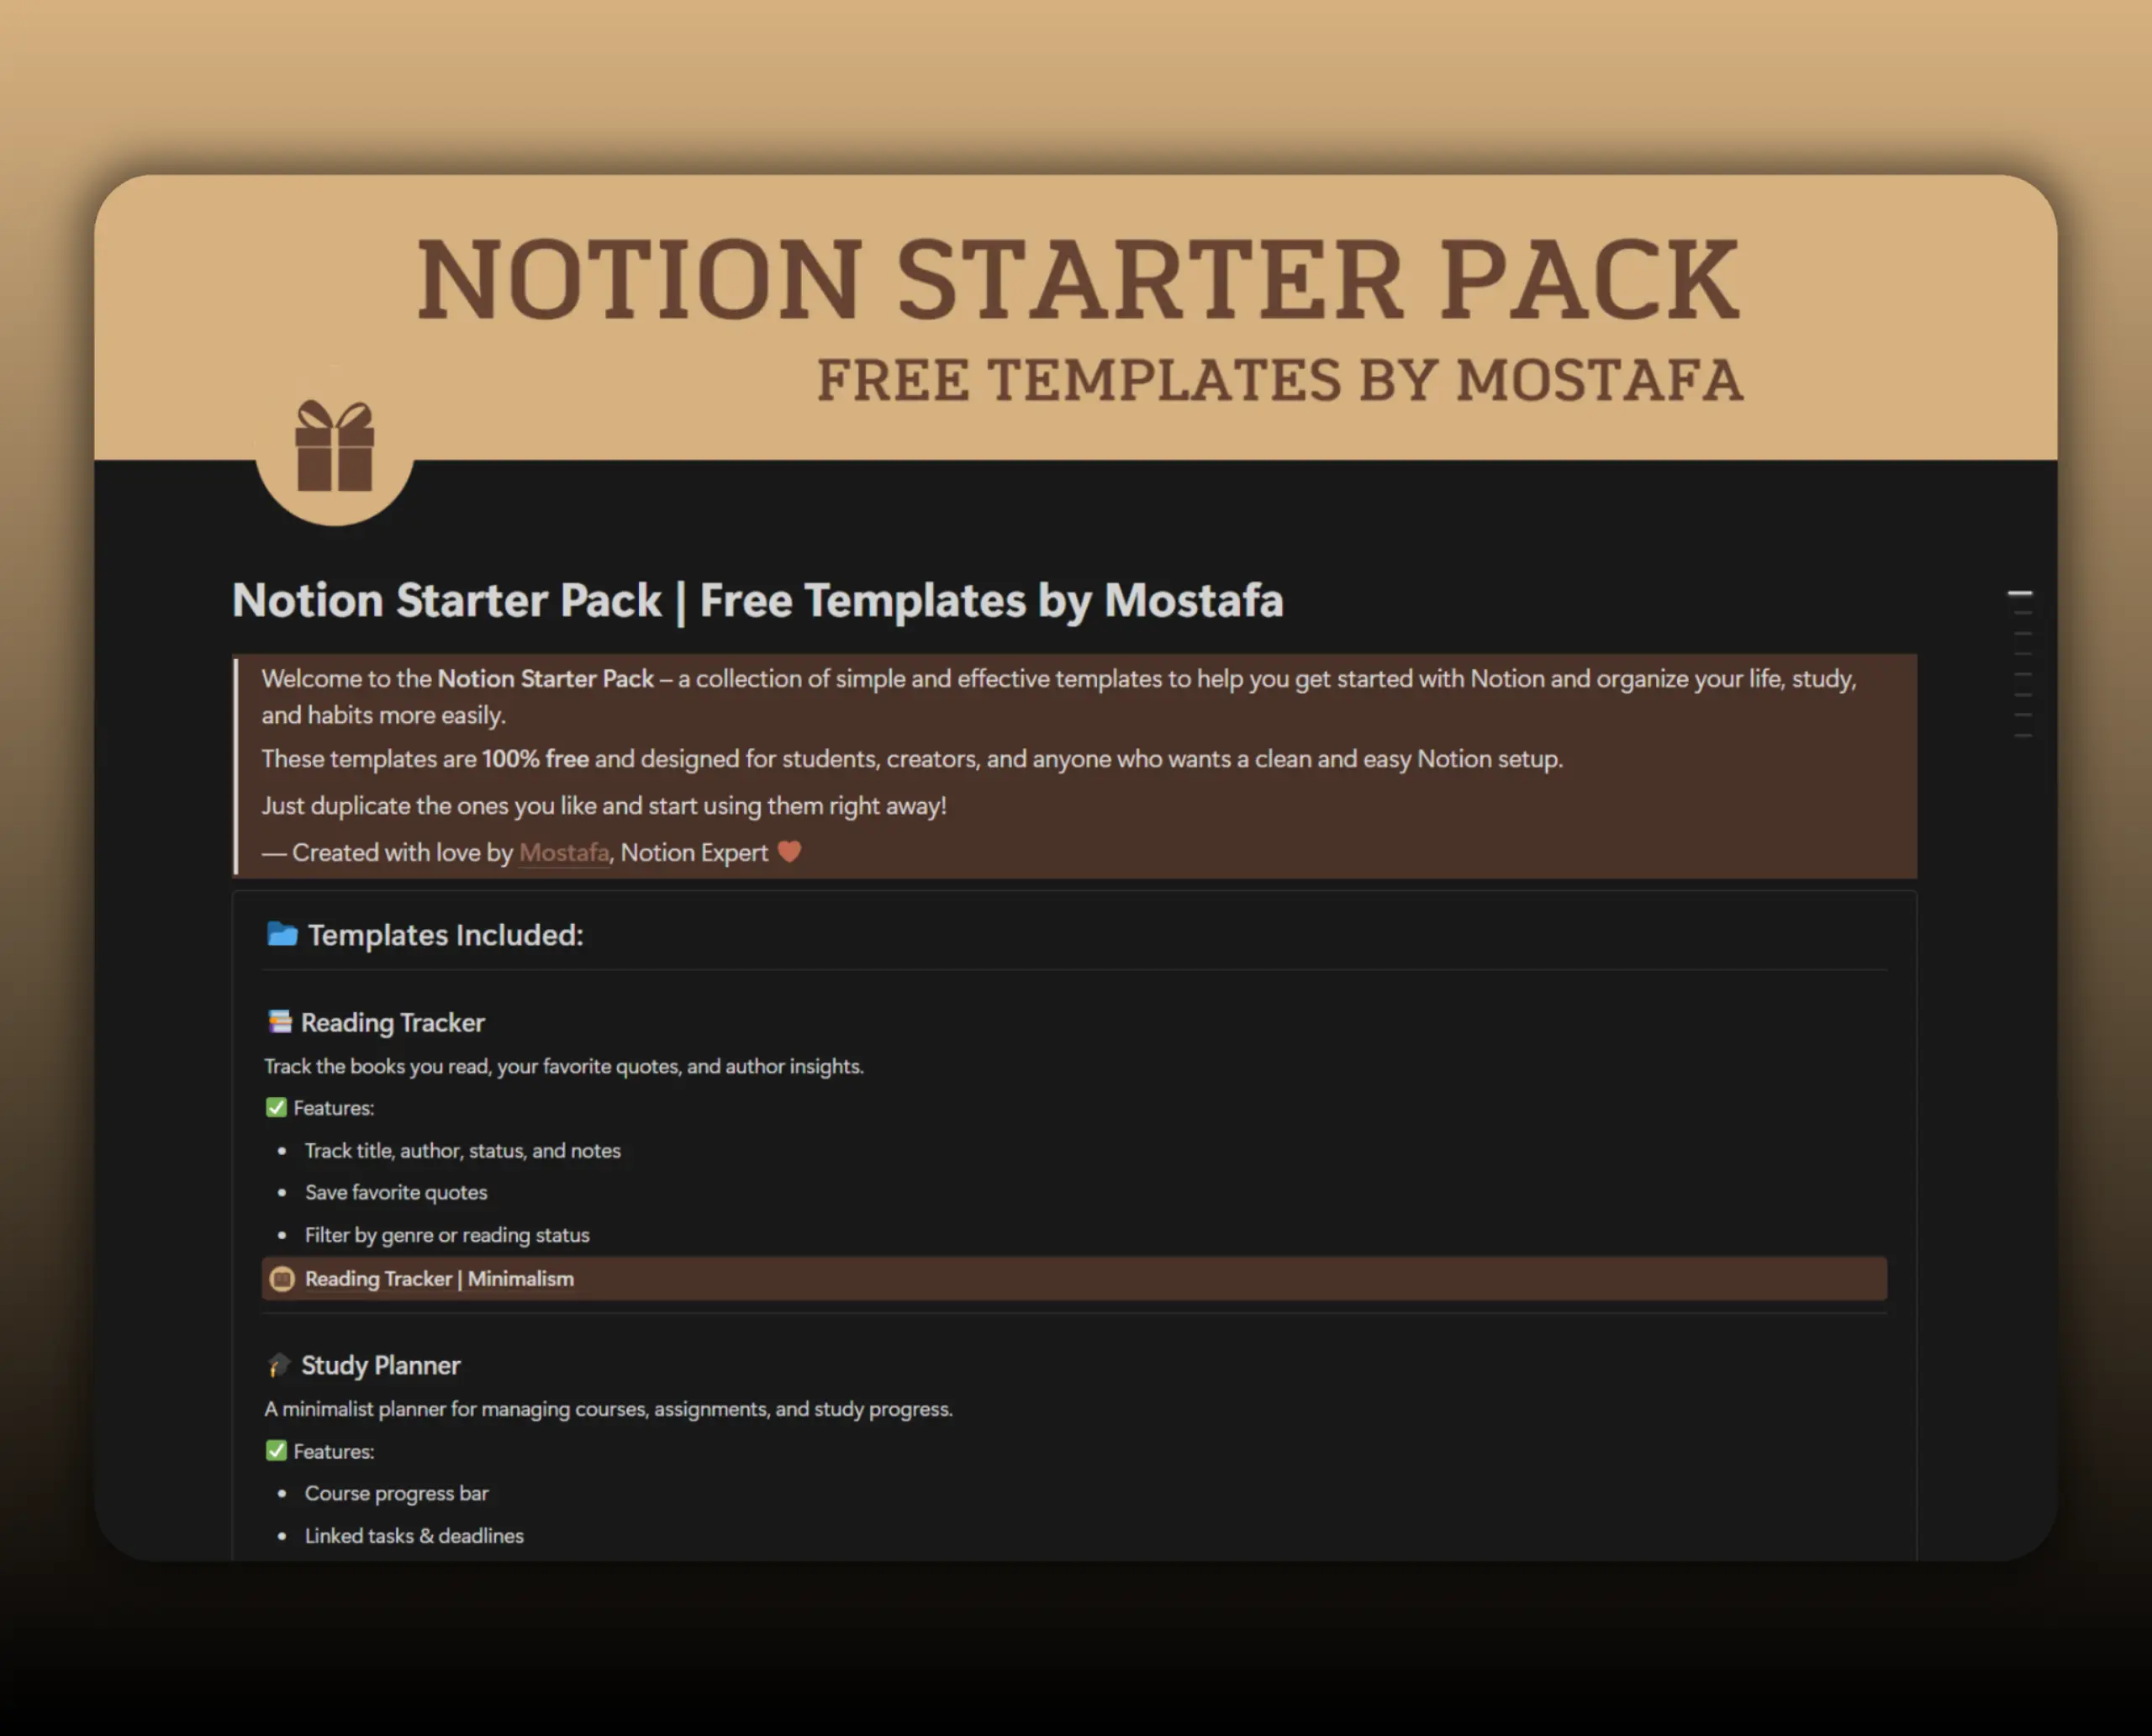 NOTION STARTER PACK
FREE TEMPLATES BY MOSTAFA
Notion Starter Pack | Free Templates by Mostafa
Welcome to the Notion Starter Pack – a collection of simple and effective templates to help you get started with Notion and organize your life, study,
and habits more easily.
These templates are 100% free and designed for students, creators, and anyone who wants a clean and easy Notion setup.
Just duplicate the ones you like and start using them right away!
— Created with love by Mostafa, Notion Expert ❤️
📂 Templates Included:
📚 Reading Tracker
Track the books you read, your favorite quotes, and author insights.
✅ Features:
• Track title, author, status, and notes
• Save favorite quotes
• Filter by genre or reading status
Reading Tracker | Minimalism
🎓 Study Planner
A minimalist planner for managing courses, assignments, and study progress.
✅ Features:
• Course progress bar
• Linked tasks & deadlines